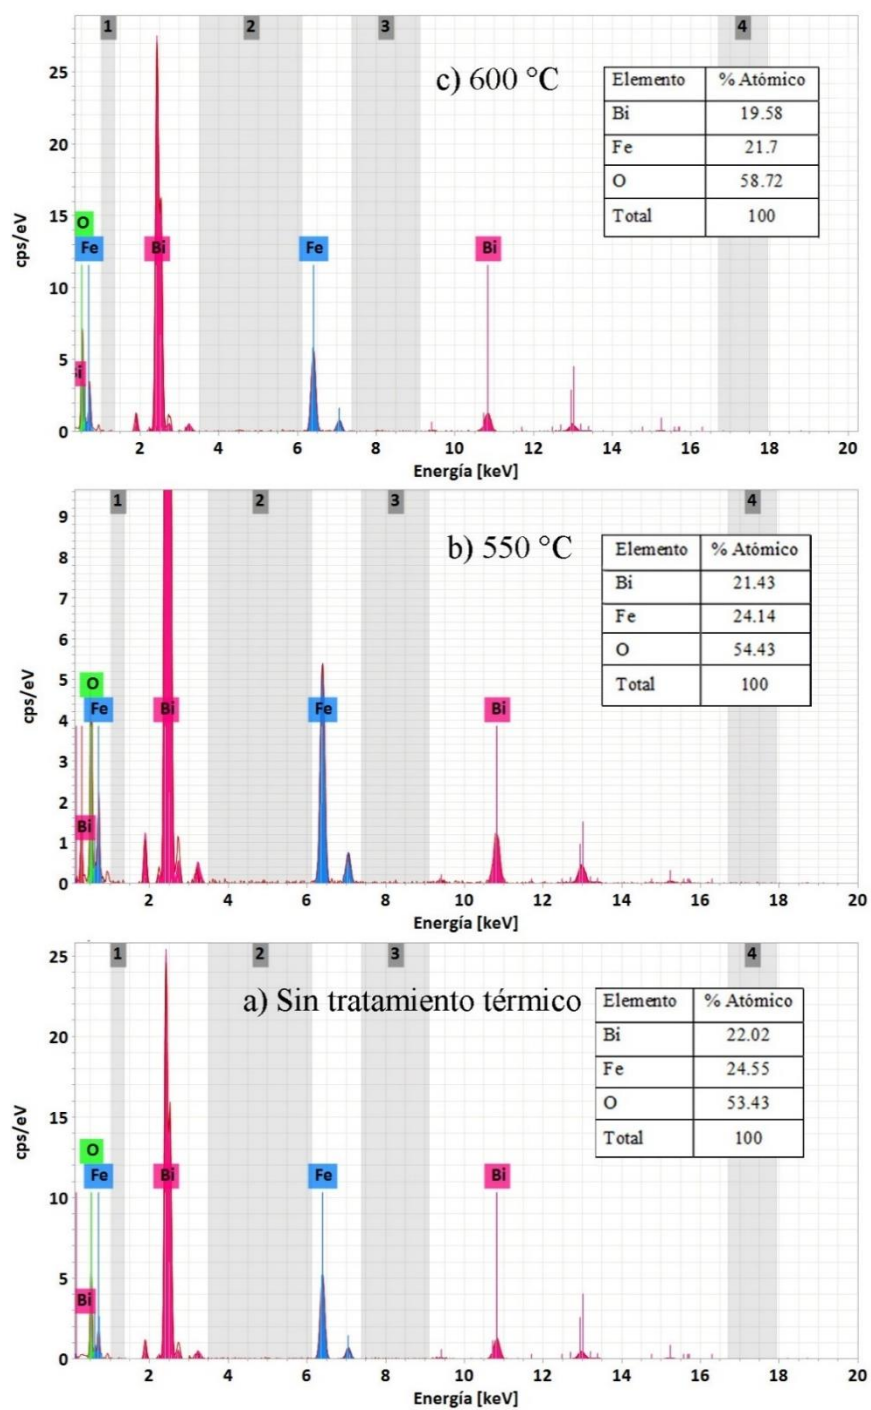 1 2 3 4
c) 600 °C
Elemento % Atómico
Bi 19.58
Fe 21.7
O 58.72
Total 100
25
20
15
10
5
0
cps/eV
O
Fe Bi Fe Bi
2 4 6 8 10 12 14 16 18 20
Energía [keV]
1 2 3 4
b) 550 °C
Elemento % Atómico
Bi 21.43
Fe 24.14
O 54.43
Total 100
9
8
7
6
5
4
3
2
1
0
cps/eV
O
Fe Bi Fe Bi
Bi
2 4 6 8 10 12 14 16 18 20
Energía [keV]
1 2 3 4
a) Sin tratamiento térmico
Elemento % Atómico
Bi 22.02
Fe 24.55
O 53.43
Total 100
25
20
15
10
5
0
cps/eV
O
Fe Bi Fe Bi
Bi
2 4 6 8 10 12 14 16 18 20
Energía [keV]